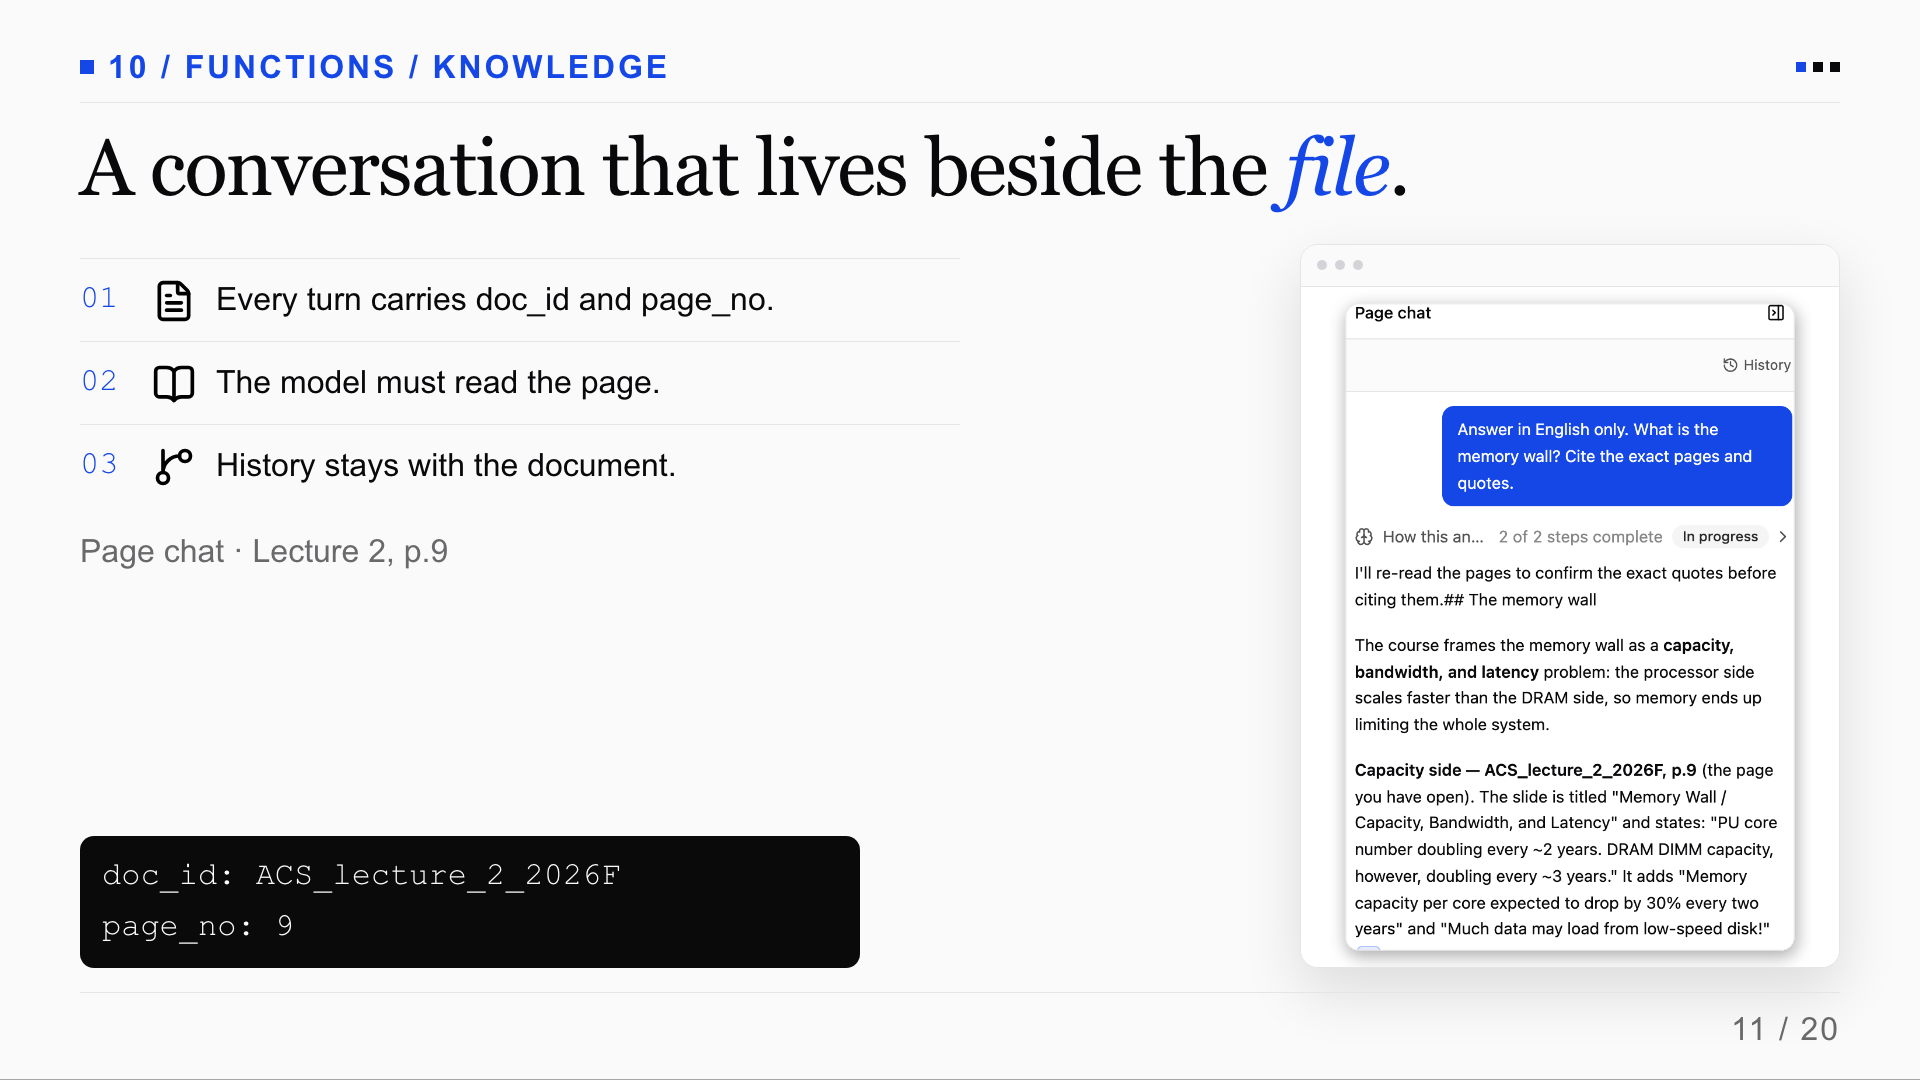 10 / FUNCTIONS / KNOWLEDGE
A conversation that lives beside the file.
01 Every turn carries doc_id and page_no.
02 The model must read the page.
03 History stays with the document.
Page chat · Lecture 2, p.9
doc_id: ACS_lecture_2_2026F
page_no: 9
Page chat
History
Answer in English only. What is the
memory wall? Cite the exact pages and
quotes.
How this an... 2 of 2 steps complete In progress
I'll re-read the pages to confirm the exact quotes before
citing them.## The memory wall
The course frames the memory wall as a capacity,
bandwidth, and latency problem: the processor side
scales faster than the DRAM side, so memory ends up
limiting the whole system.
Capacity side — ACS_lecture_2_2026F, p.9 (the page
you have open). The slide is titled "Memory Wall /
Capacity, Bandwidth, and Latency" and states: "PU core
number doubling every ~2 years. DRAM DIMM capacity,
however, doubling every ~3 years." It adds "Memory
capacity per core expected to drop by 30% every two
years" and "Much data may load from low-speed disk!"
11 / 20